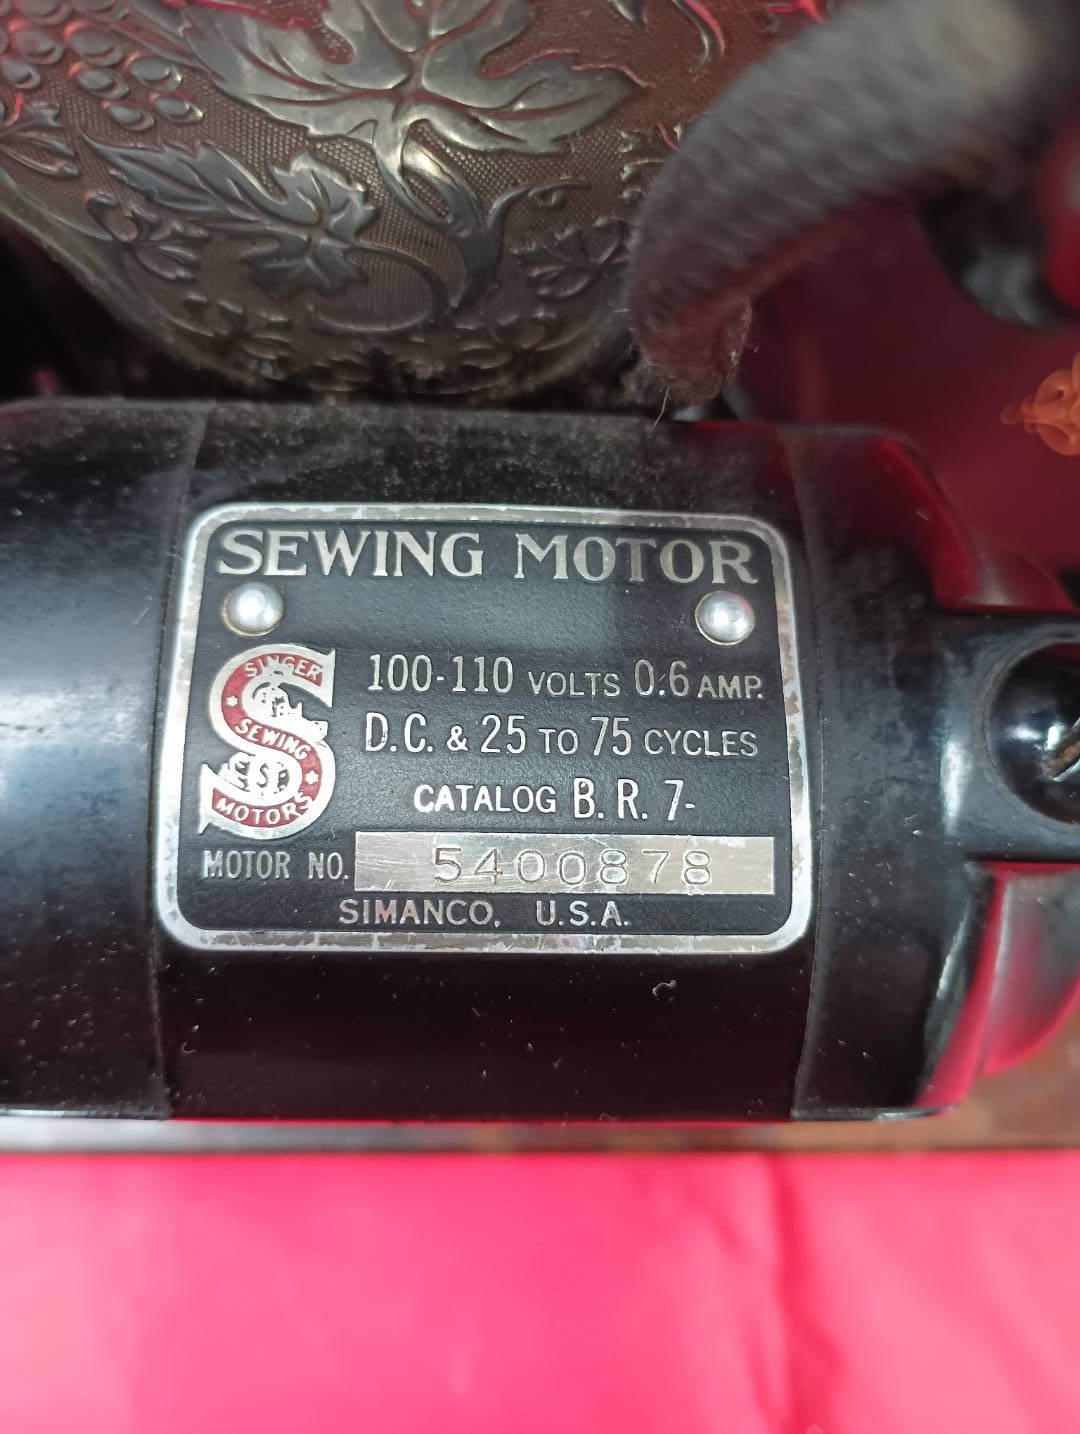 SEWING MOTOR
SINGER
SEWING
MOTORS
100-110 VOLTS 0.6 AMP.
D.C. & 25 TO 75 CYCLES
CATALOG B. R. 7-
MOTOR NO. 5400878
SIMANCO, U.S.A.